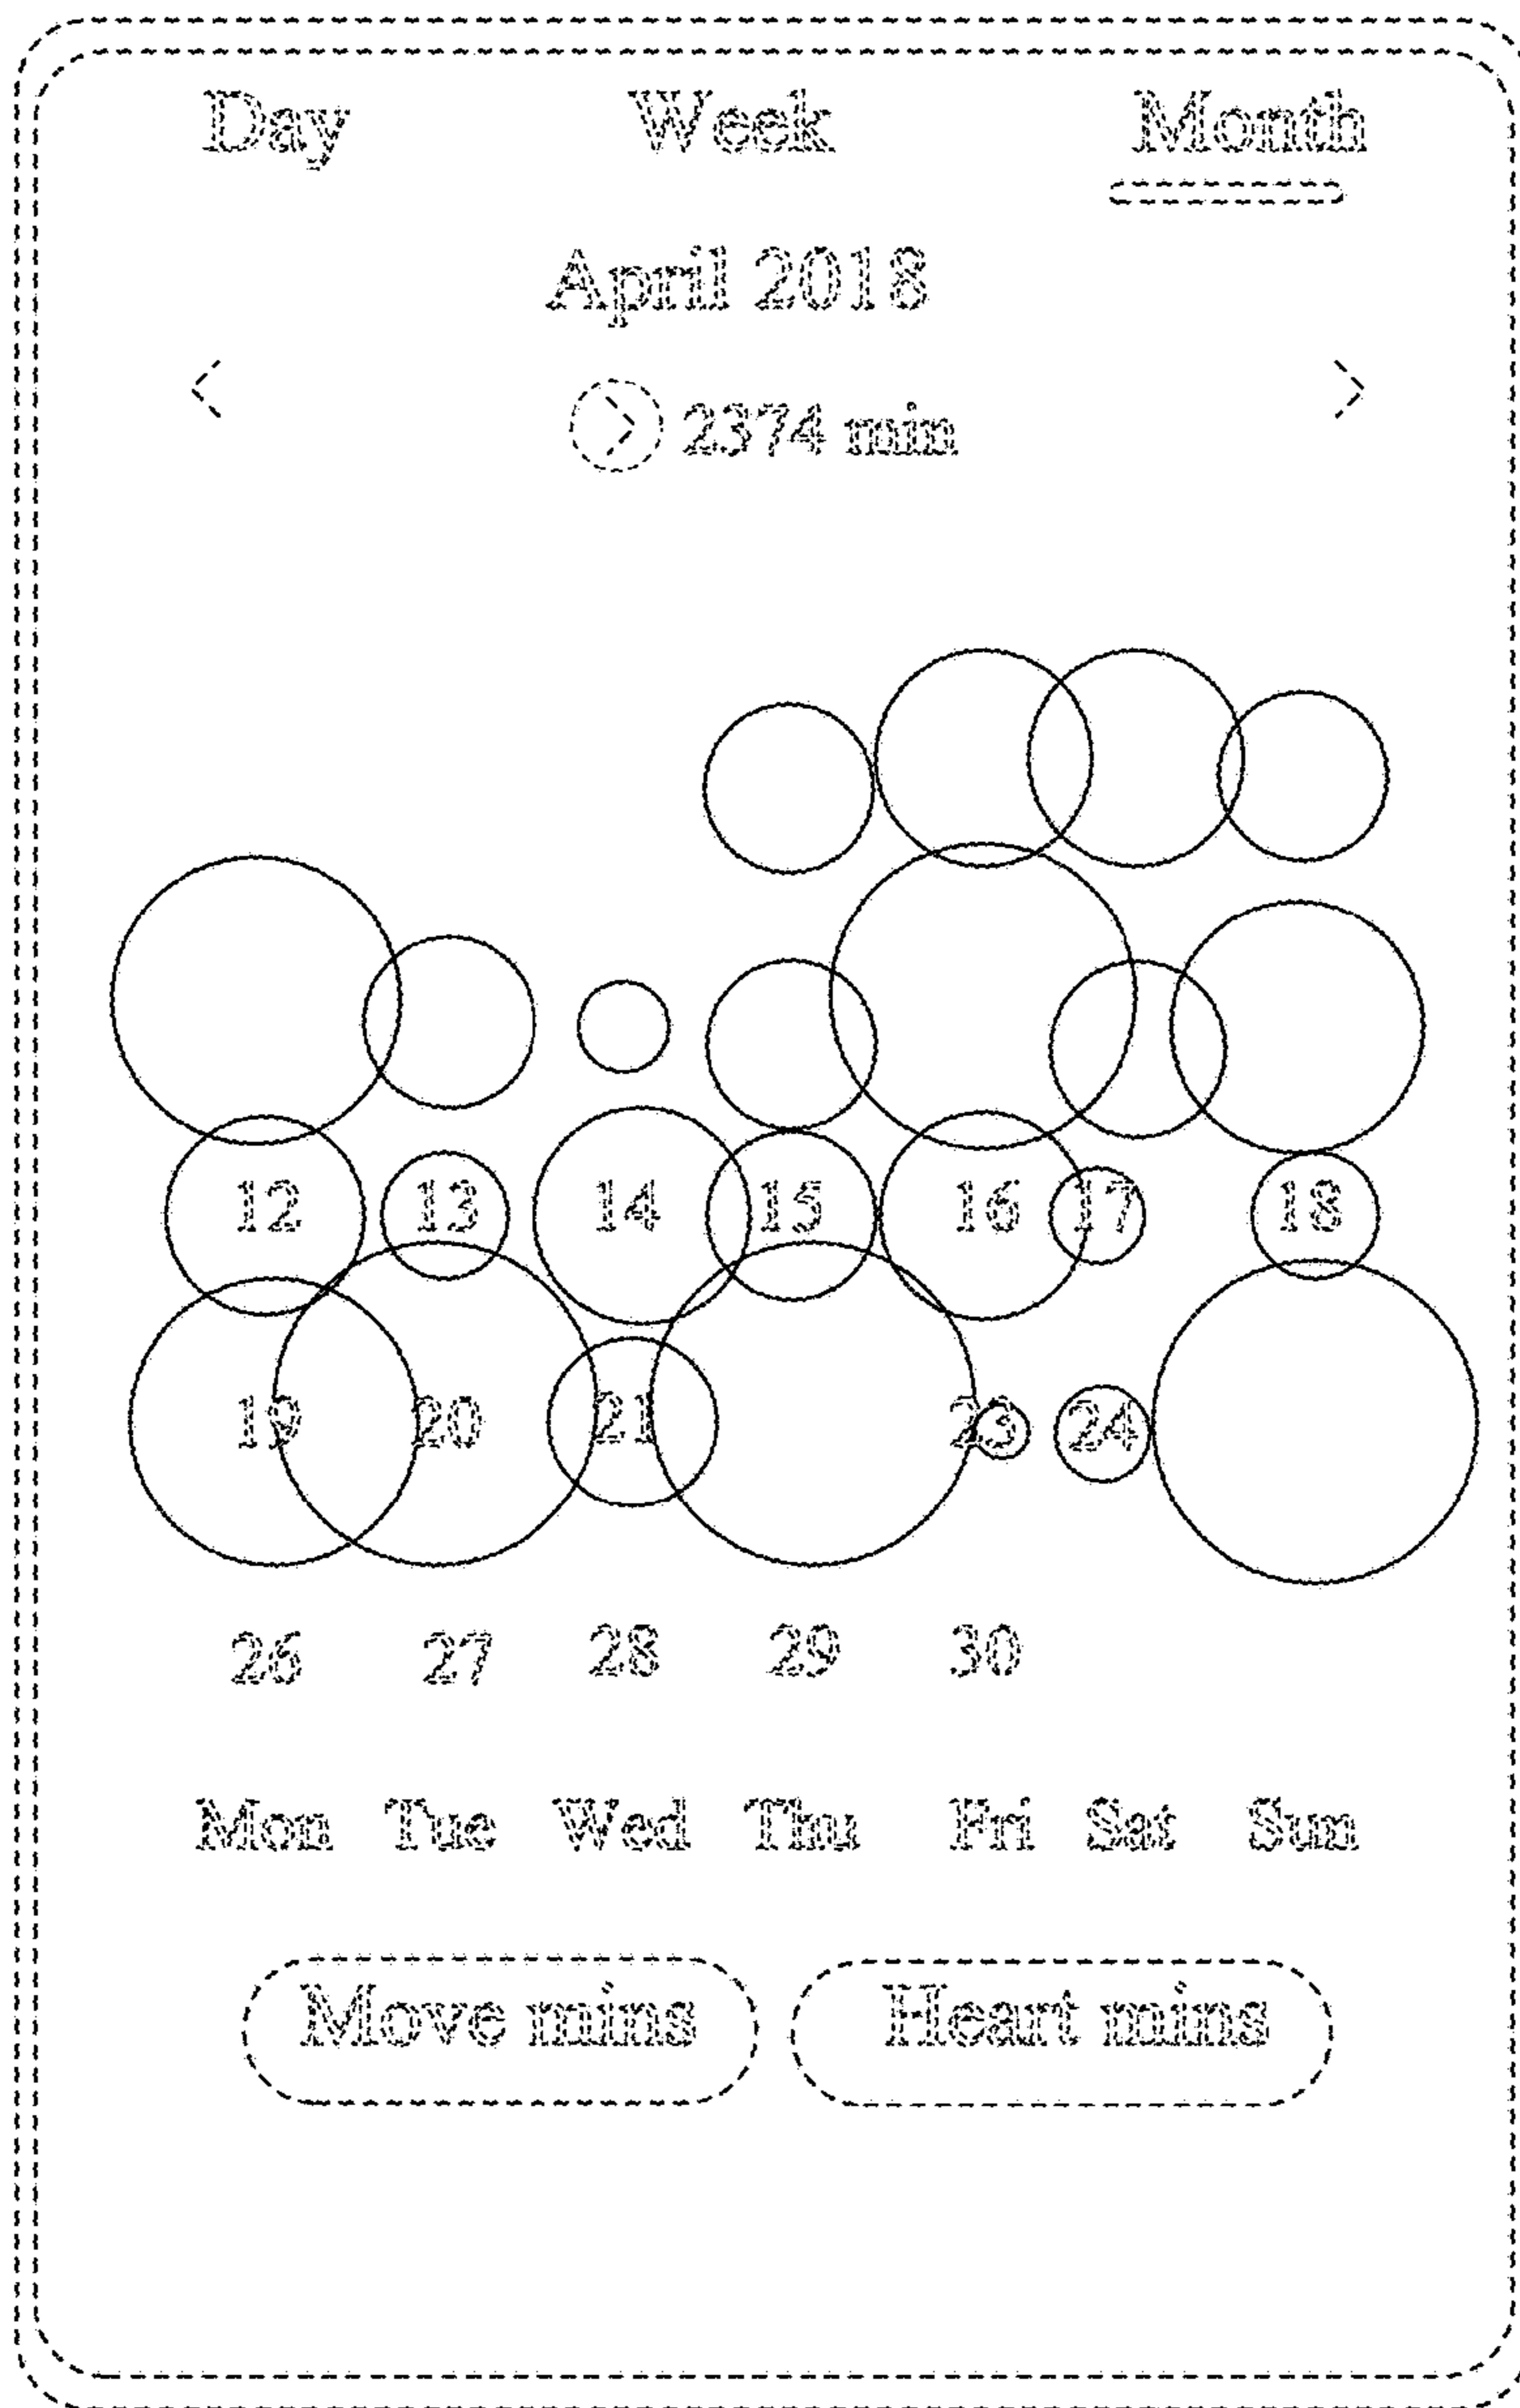 Day Week Month
April 2018
2374 min
12 13 14 15 16 17 18
19 20 21 23 24
26 27 28 29 30
Mon Tue Wed Thu Fri Sat Sun
Move mins Heart mins